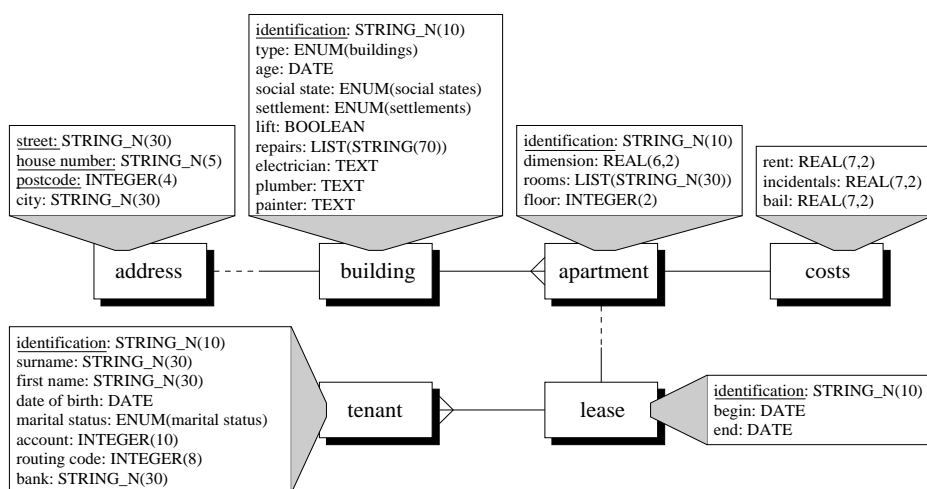 identification: STRING_N(10)
type: ENUM(buildings)
age: DATE
social state: ENUM(social states)
settlement: ENUM(settlements)
lift: BOOLEAN
repairs: LIST(STRING(70))
electrician: TEXT
plumber: TEXT
painter: TEXT
street: STRING_N(30)
house number: STRING_N(5)
postcode: INTEGER(4)
city: STRING_N(30)
identification: STRING_N(10)
dimension: REAL(6,2)
rooms: LIST(STRING_N(30))
floor: INTEGER(2)
rent: REAL(7,2)
incidentals: REAL(7,2)
bail: REAL(7,2)
address
building
apartment
costs
identification: STRING_N(10)
surname: STRING_N(30)
first name: STRING_N(30)
date of birth: DATE
marital status: ENUM(marital status)
account: INTEGER(10)
routing code: INTEGER(8)
bank: STRING_N(30)
tenant
lease
identification: STRING_N(10)
begin: DATE
end: DATE